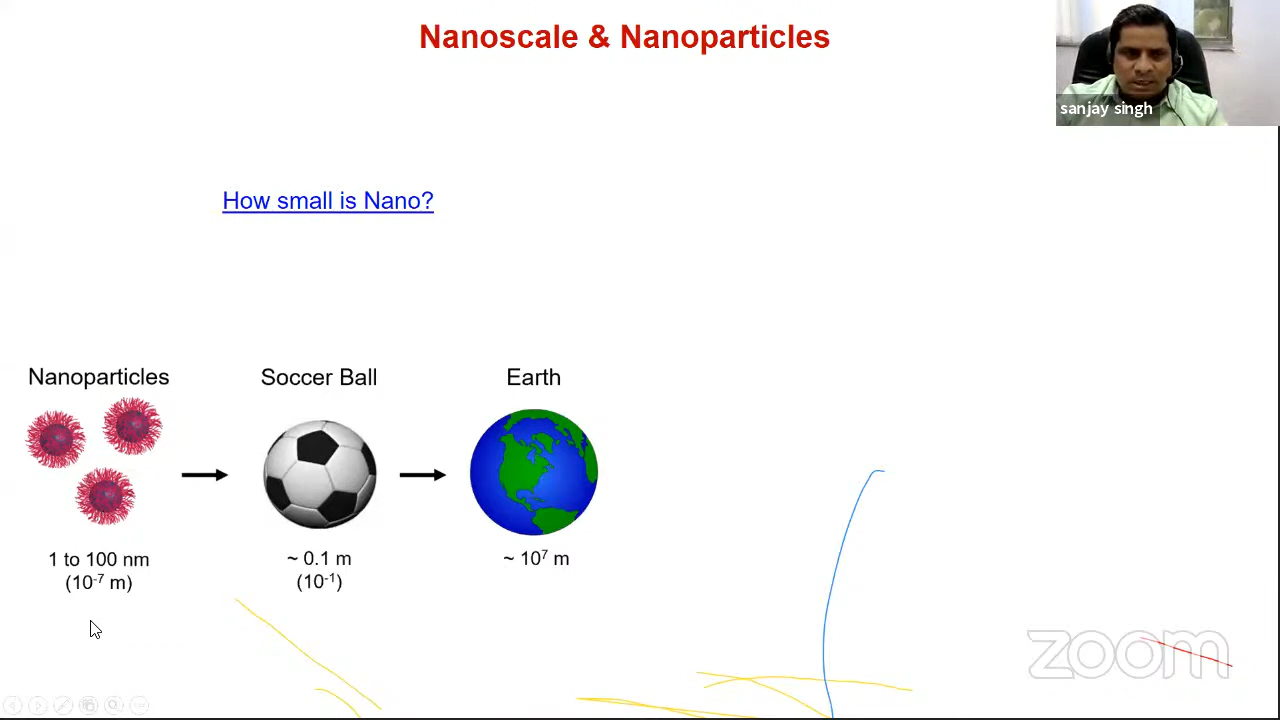 Nanoscale & Nanoparticles
sanjay singh
How small is Nano?
Nanoparticles
Soccer Ball
Earth
1 to 100 nm
(10⁻⁷ m)
~ 0.1 m
(10⁻¹)
~ 10⁷ m
zoom